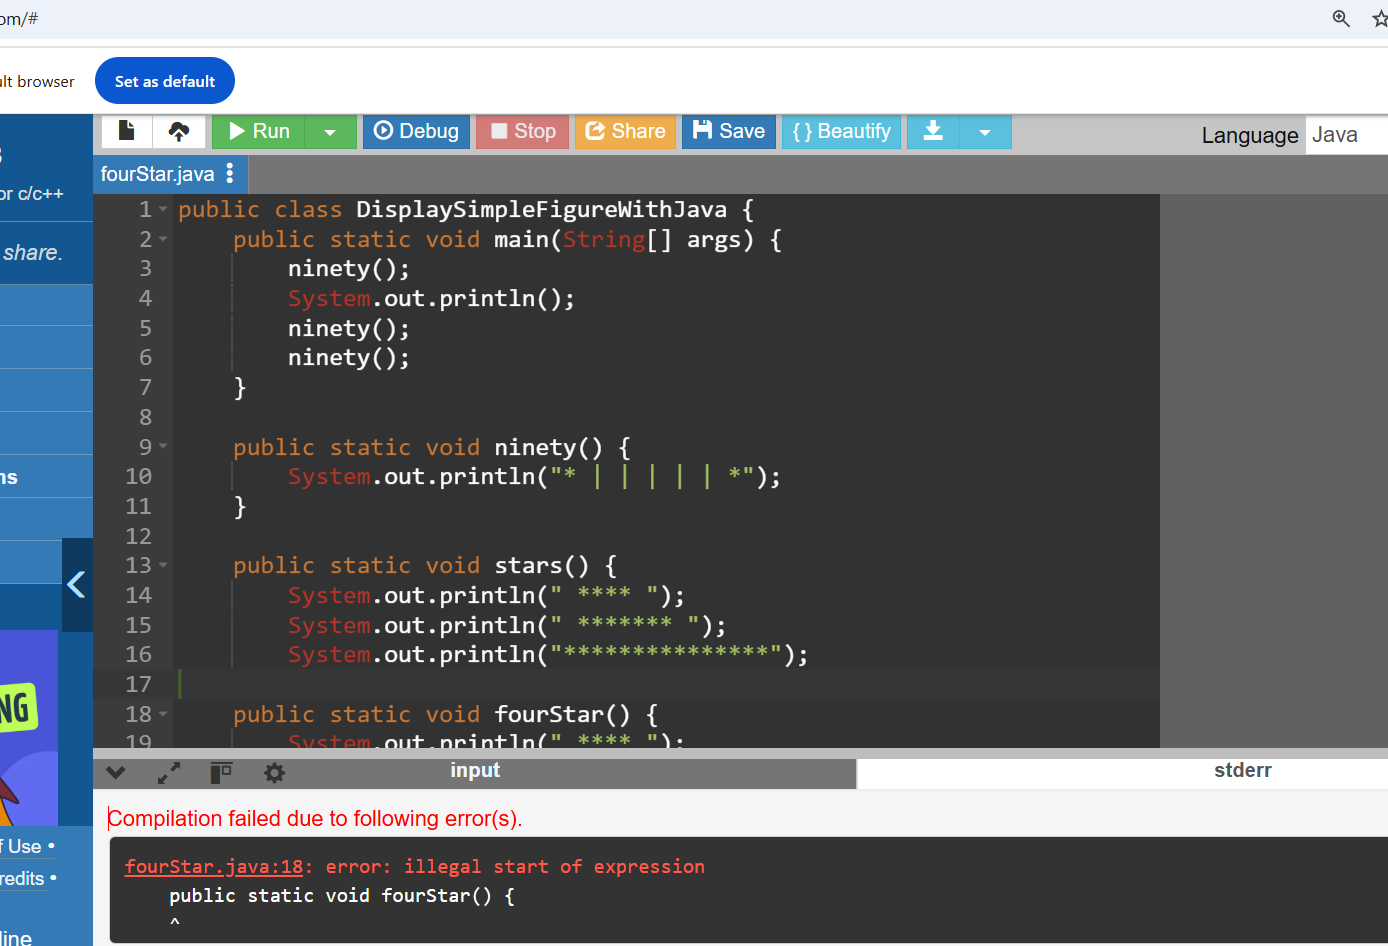 om/#
ult browser Set as default
Run Debug Stop Share Save { } Beautify Language Java
fourStar.java
or c/c++
share.
ns
NG
f Use •
redits •
line
1 public class DisplaySimpleFigureWithJava {
2 public static void main(String[] args) {
3 ninety();
4 System.out.println();
5 ninety();
6 ninety();
7 }
8
9 public static void ninety() {
10 System.out.println("* | | | | | *");
11 }
12
13 public static void stars() {
14 System.out.println(" **** ");
15 System.out.println(" ******* ");
16 System.out.println("***************");
17
18 public static void fourStar() {
19 System.out.println(" **** ");
input stderr
Compilation failed due to following error(s).
fourStar.java:18: error: illegal start of expression
public static void fourStar() {
^